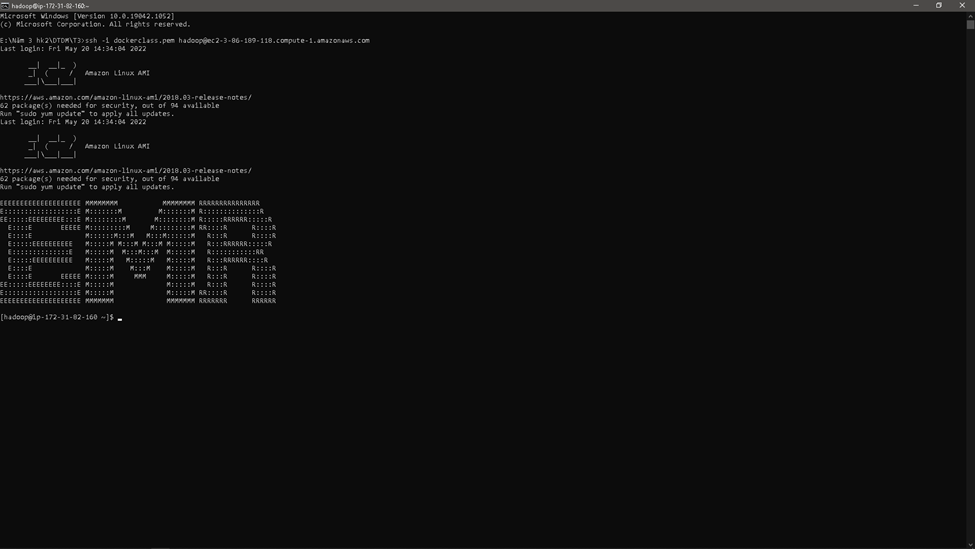 hadoop@ip-172-31-82-160:~
Microsoft Windows [Version 10.0.19042.1052]
(c) Microsoft Corporation. All rights reserved.
E:\Năm 3 hk2\DTDM\T3>ssh -i dockerclass.pem hadoop@ec2-3-86-189-118.compute-1.amazonaws.com
Last login: Fri May 20 14:34:04 2022
       __|  __|_  )
       _|  (     /   Amazon Linux AMI
      ___|\___|___|
https://aws.amazon.com/amazon-linux-ami/2018.03-release-notes/
62 package(s) needed for security, out of 94 available
Run "sudo yum update" to apply all updates.
Last login: Fri May 20 14:34:04 2022
       __|  __|_  )
       _|  (     /   Amazon Linux AMI
      ___|\___|___|
https://aws.amazon.com/amazon-linux-ami/2018.03-release-notes/
62 package(s) needed for security, out of 94 available
Run "sudo yum update" to apply all updates.
EEEEEEEEEEEEEEEEEEEE MMMMMMMM           MMMMMMMM RRRRRRRRRRRRRRR
E::::::::::::::::::E M:::::::M         M:::::::M R::::::::::::::R
EE:::::EEEEEEEEE:::E M::::::::M       M::::::::M R:::::RRRRRR:::::R
  E::::E       EEEEE M:::::::::M     M:::::::::M RR::::R      R::::R
  E::::E             M::::::M:::M   M:::M::::::M   R:::R      R::::R
  E:::::EEEEEEEEEE   M:::::M M:::M M:::M M:::::M   R:::RRRRRR:::::R
  E::::::::::::::E   M:::::M  M:::M:::M  M:::::M   R:::::::::::RR
  E:::::EEEEEEEEEE   M:::::M   M:::::M   M:::::M   R:::RRRRRR::::R
  E::::E             M:::::M    M:::M    M:::::M   R:::R      R::::R
  E::::E       EEEEE M:::::M     MMM     M:::::M   R:::R      R::::R
EE:::::EEEEEEEE::::E M:::::M             M:::::M   R:::R      R::::R
E::::::::::::::::::E M:::::M             M:::::M RR::::R      R::::R
EEEEEEEEEEEEEEEEEEEE MMMMMMM             MMMMMMM RRRRRRR      RRRRRR
[hadoop@ip-172-31-82-160 ~]$